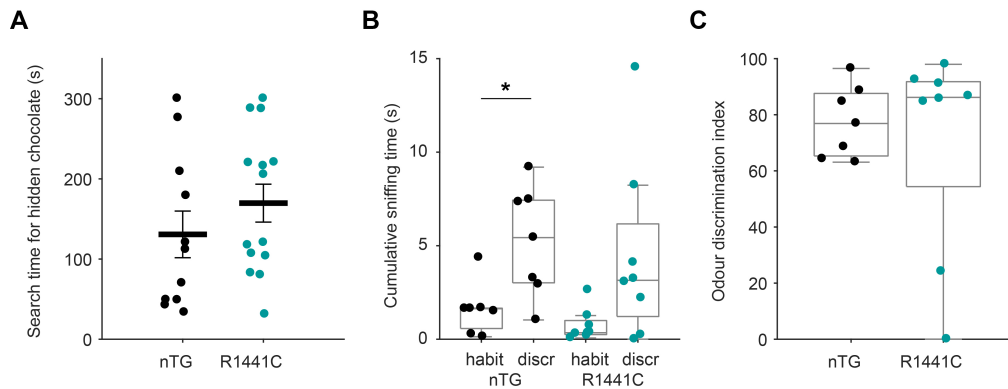 A
B
C
Search time for hidden chocolate (s)
300
200
100
0
nTG
R1441C
Cumulative sniffing time (s)
15
10
5
0
*
habit
discr
habit
discr
nTG
R1441C
Odour discrimination index
100
80
60
40
20
0
nTG
R1441C